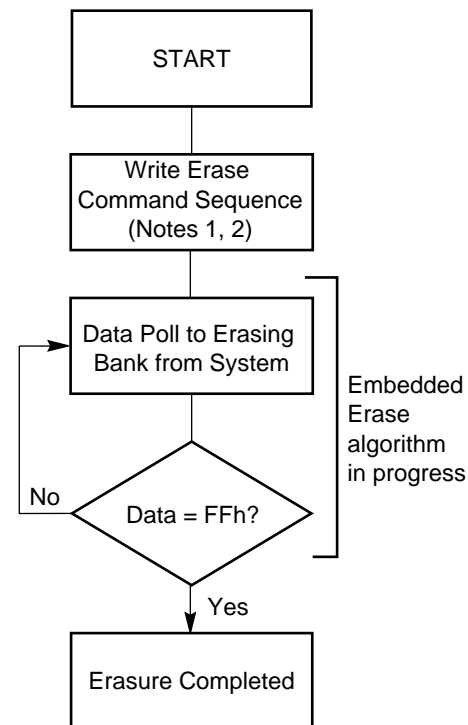 START
Write Erase
Command Sequence
(Notes 1, 2)
Data Poll to Erasing
Bank from System
Embedded
Erase
algorithm
in progress
No
Data = FFh?
Yes
Erasure Completed